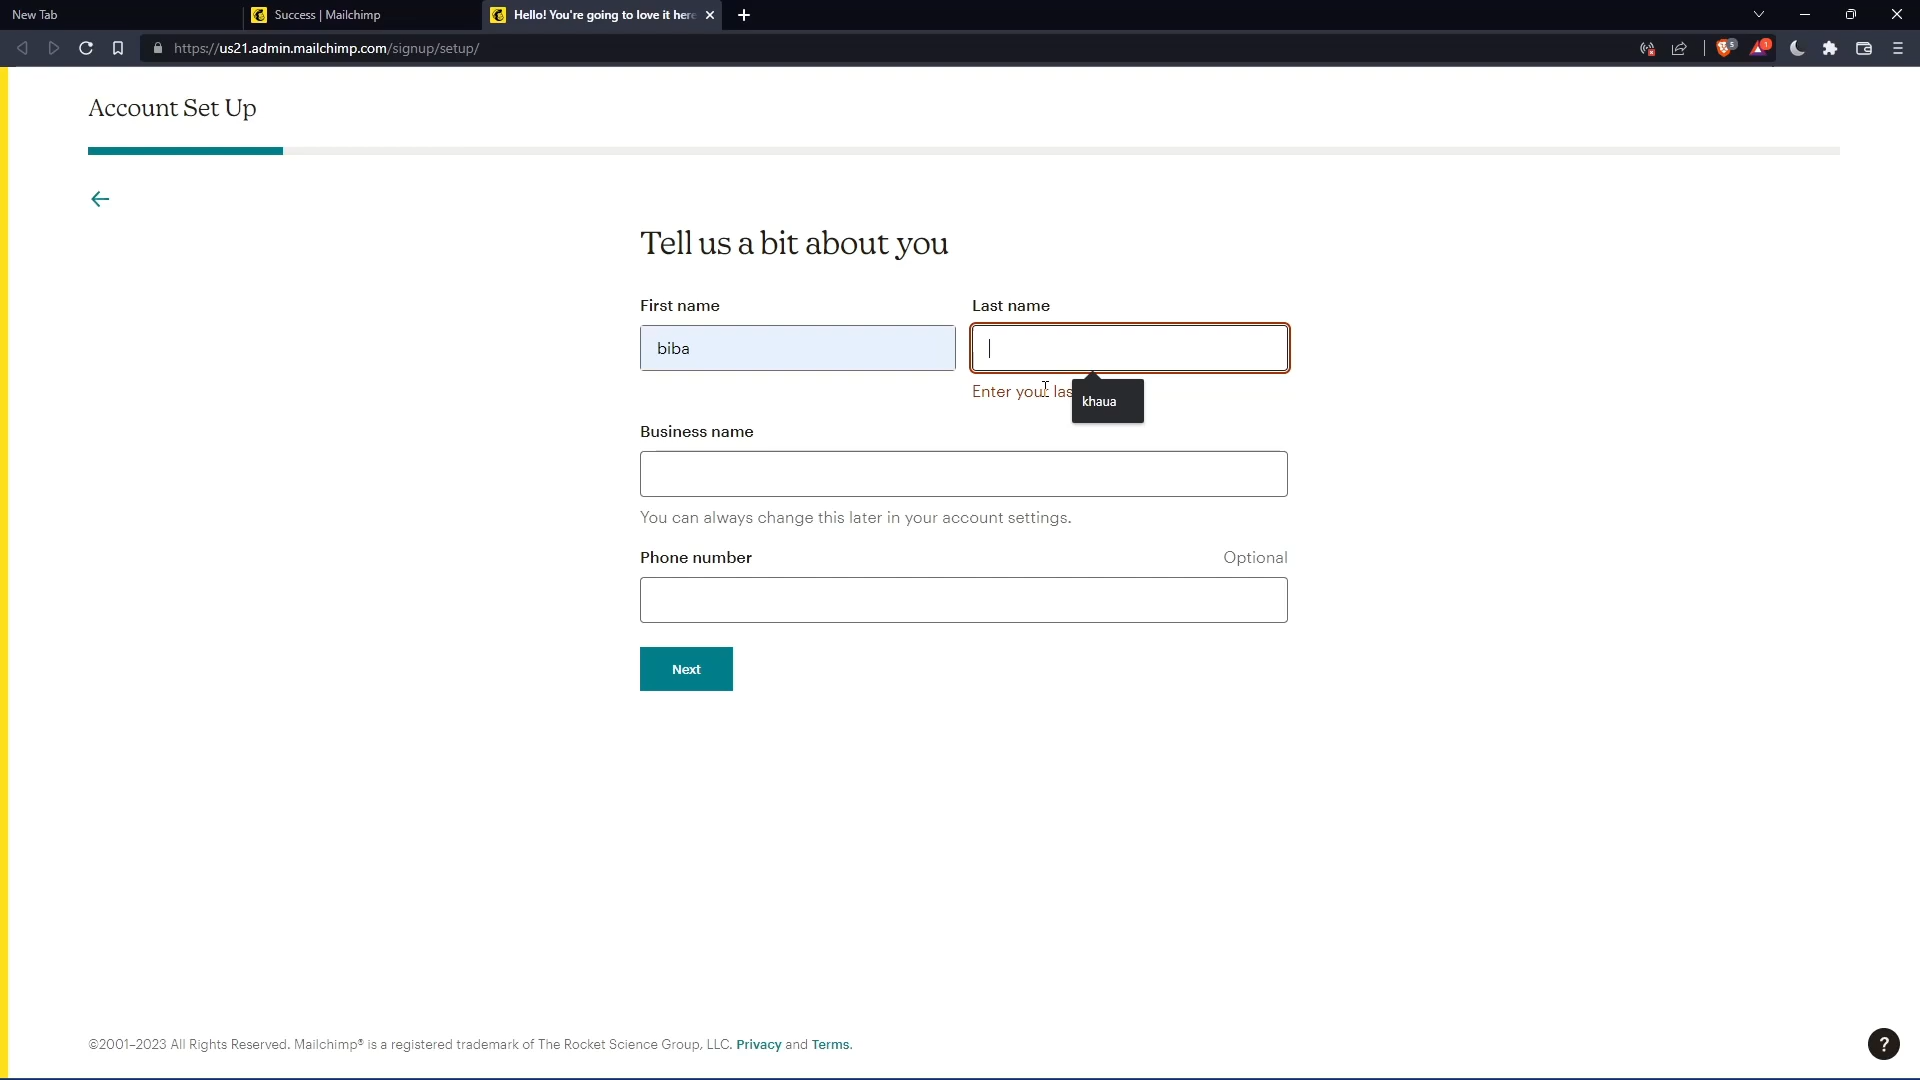 New Tab
Success | Mailchimp
Hello! You're going to love it here
https://us21.admin.mailchimp.com/signup/setup/
Account Set Up
Tell us a bit about you
First name
Last name
biba
Enter your las
khaua
Business name
You can always change this later in your account settings.
Phone number
Optional
Next
©2001–2023 All Rights Reserved. Mailchimp® is a registered trademark of The Rocket Science Group, LLC. Privacy and Terms.
?